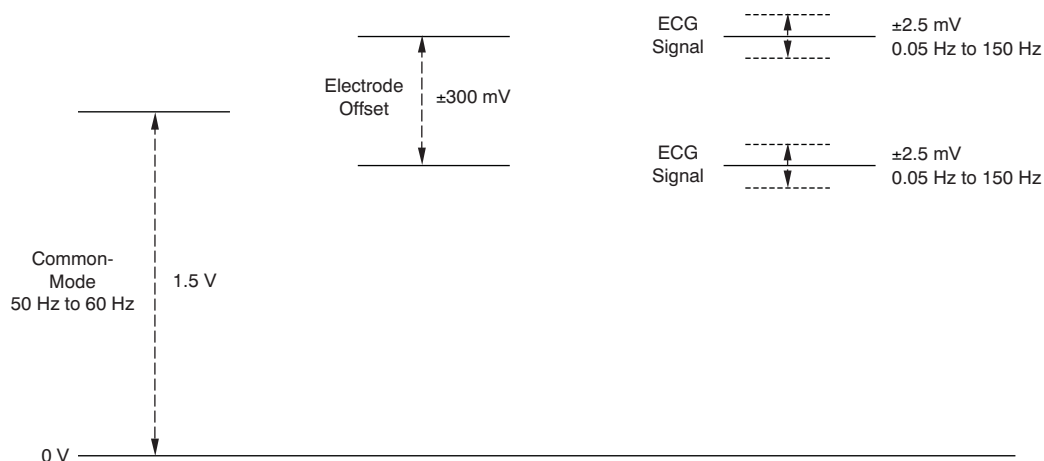 ECG
Signal
±2.5 mV
0.05 Hz to 150 Hz
Electrode
Offset
±300 mV
ECG
Signal
±2.5 mV
0.05 Hz to 150 Hz
Common-
Mode
50 Hz to 60 Hz
1.5 V
0 V